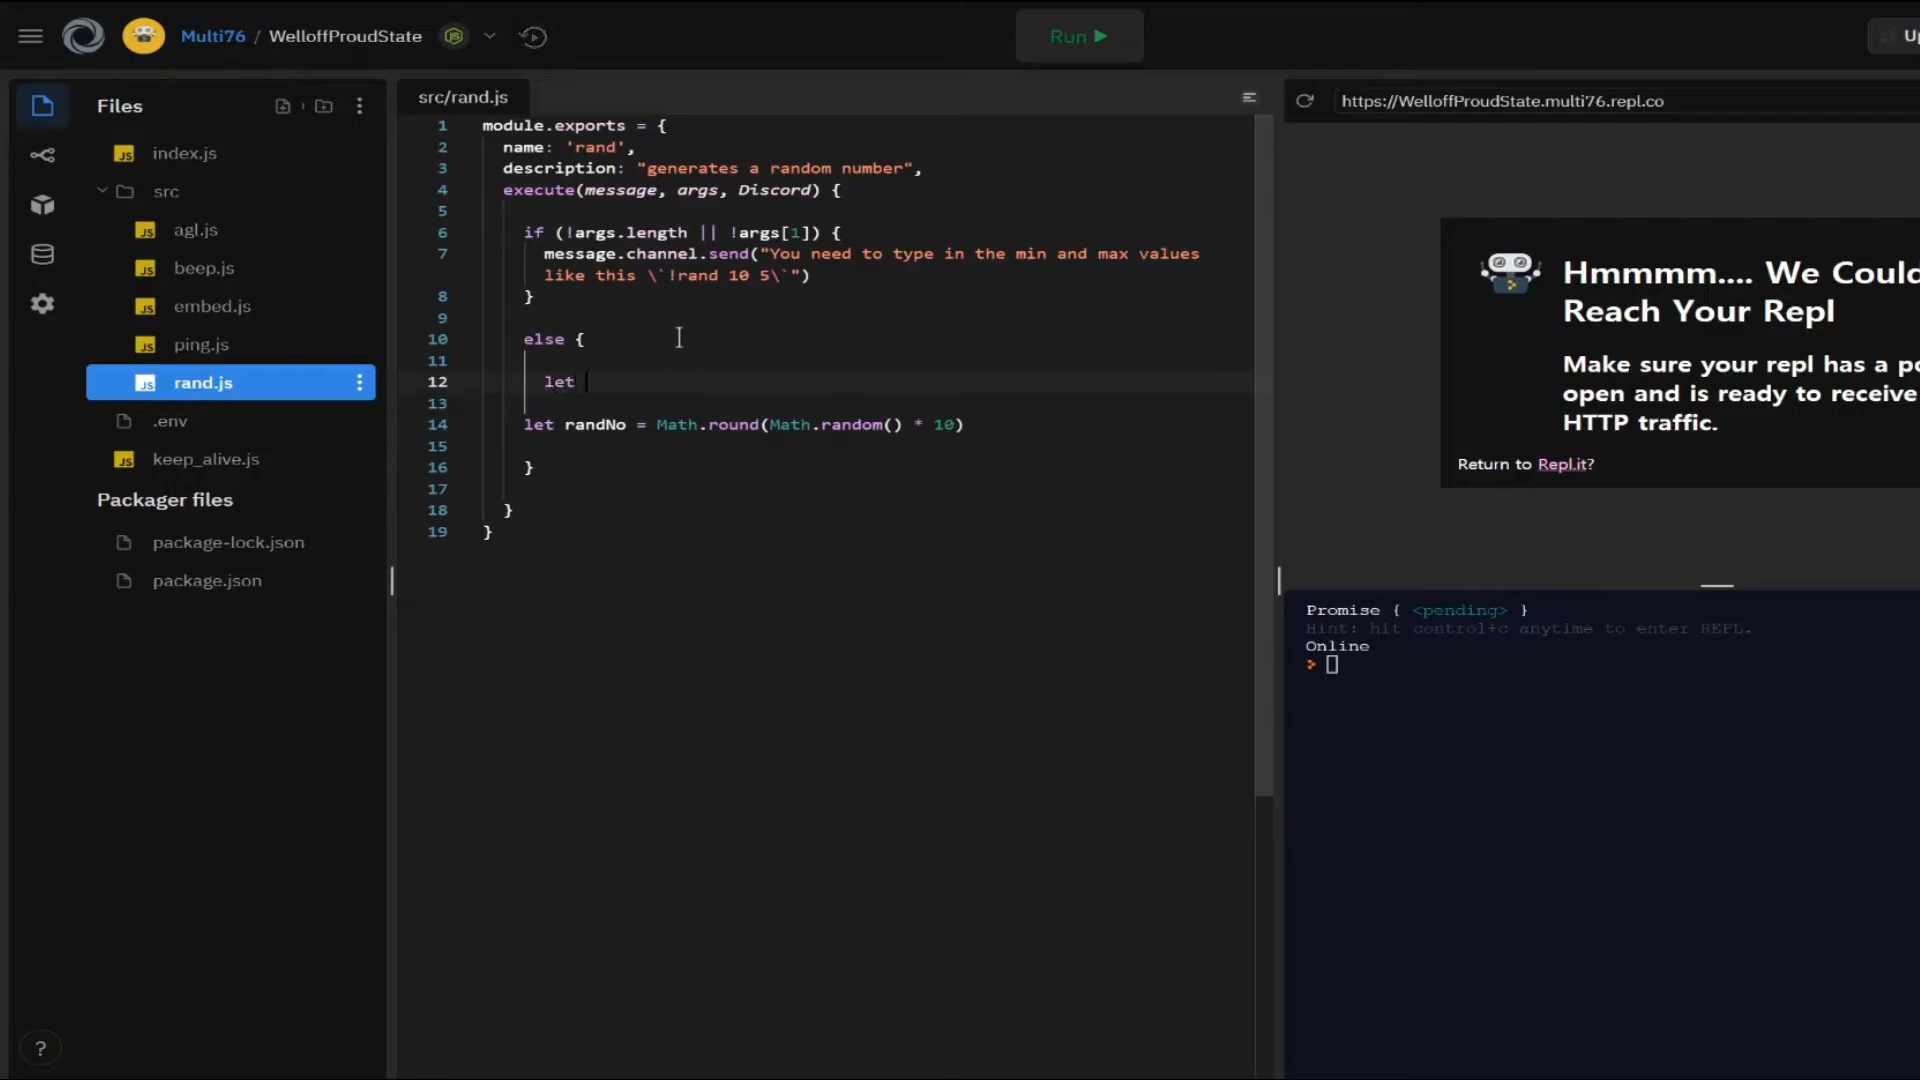 Multi76 / WelloffProudState
Run
Up
Files
index.js
src
agl.js
beep.js
embed.js
ping.js
rand.js
.env
keep_alive.js
Packager files
package-lock.json
package.json
?
src/rand.js
1 module.exports = {
2 name: 'rand',
3 description: "generates a random number",
4 execute(message, args, Discord) {
5
6 if (!args.length || !args[1]) {
7 message.channel.send("You need to type in the min and max values
like this \`!rand 10 5\`")
8 }
9
10 else {
11
12 let
13
14 let randNo = Math.round(Math.random() * 10)
15
16 }
17
18 }
19 }
https://WelloffProudState.multi76.repl.co
Hmmmm.... We Could
Reach Your Repl
Make sure your repl has a po
open and is ready to receive
HTTP traffic.
Return to Repl.it?
Promise { <pending> }
Hint: hit control+c anytime to enter REPL.
Online
>